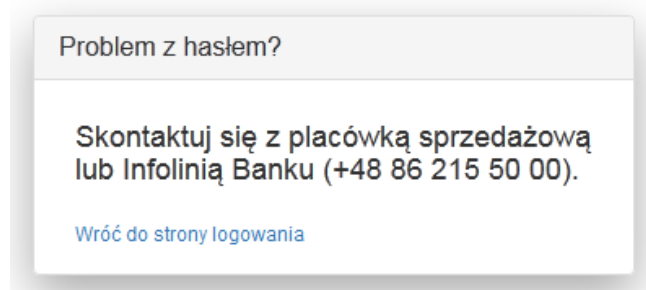 Problem z hasłem?
Skontaktuj się z placówką sprzedażową
lub Infolinią Banku (+48 86 215 50 00).
Wróć do strony logowania